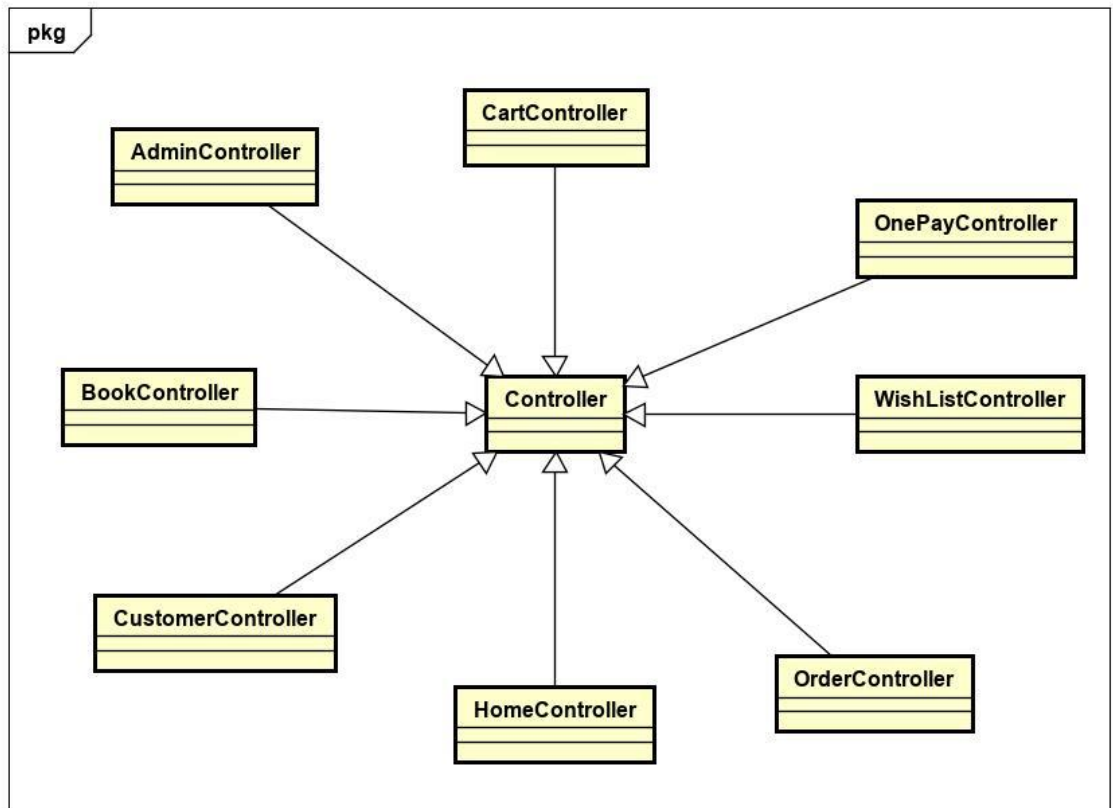 pkg
CartController
AdminController
OnePayController
BookController
Controller
WishListController
CustomerController
OrderController
HomeController